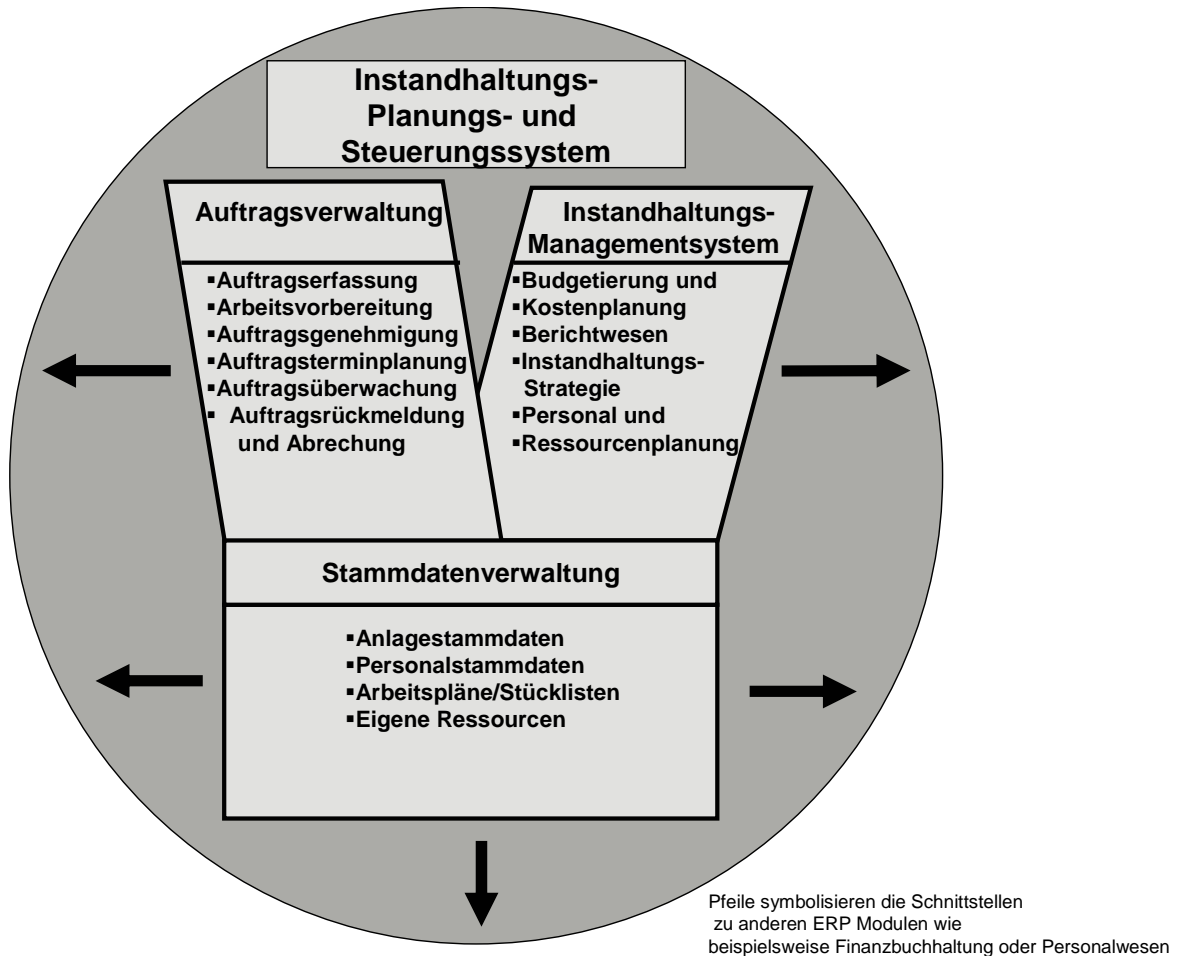 Instandhaltungs-
Planungs- und
Steuerungssystem
Auftragsverwaltung
▪Auftragserfassung
▪Arbeitsvorbereitung
▪Auftragsgenehmigung
▪Auftragsterminplanung
▪Auftragsüberwachung
▪ Auftragsrückmeldung
und Abrechung
Instandhaltungs-
Managementsystem
▪Budgetierung und
▪Kostenplanung
▪Berichtwesen
▪Instandhaltungs-
Strategie
▪Personal und
▪Ressourcenplanung
Stammdatenverwaltung
▪Anlagestammdaten
▪Personalstammdaten
▪Arbeitspläne/Stücklisten
▪Eigene Ressourcen
Pfeile symbolisieren die Schnittstellen
zu anderen ERP Modulen wie
beispielsweise Finanzbuchhaltung oder Personalwesen